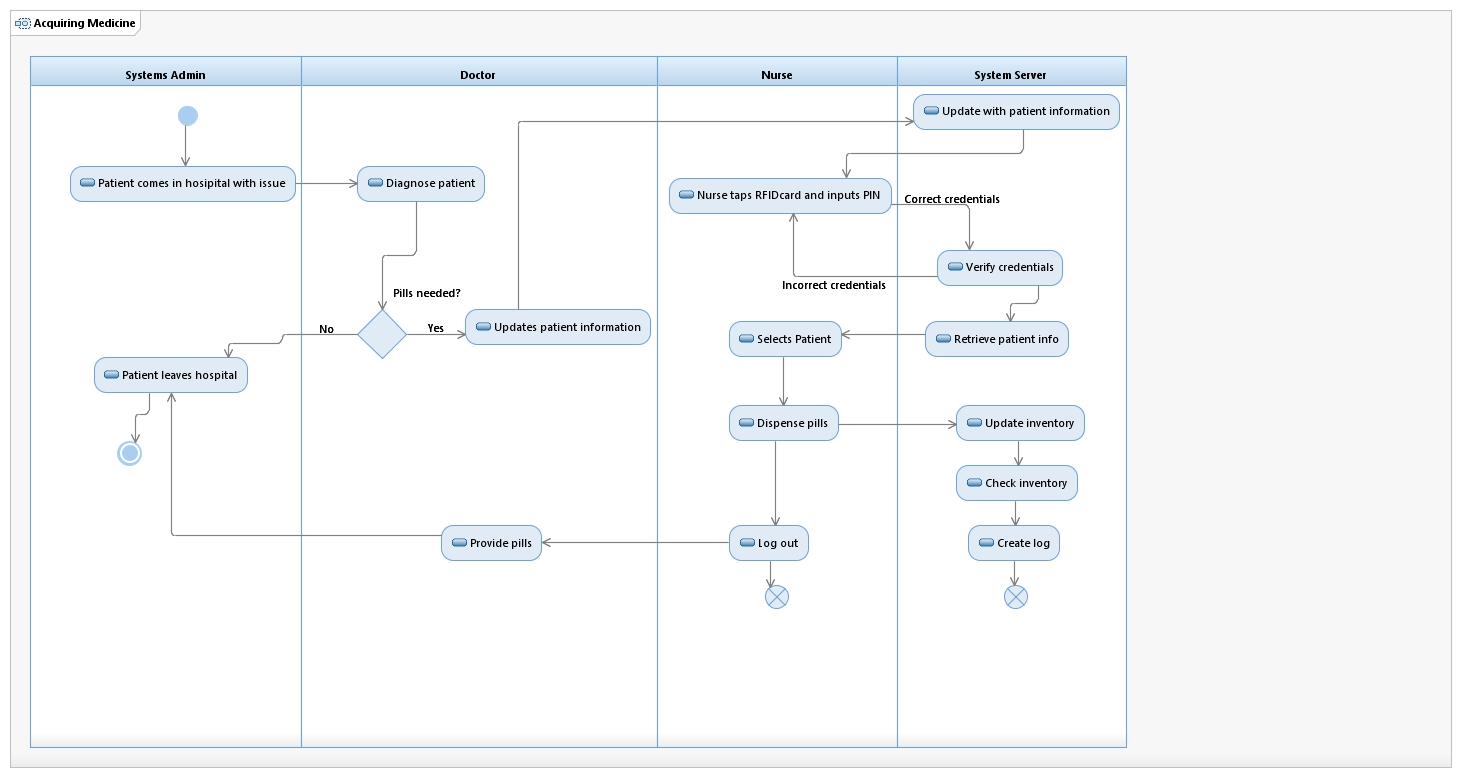 Acquiring Medicine
Systems Admin
Doctor
Nurse
System Server
Update with patient information
Patient comes in hosipital with issue
Diagnose patient
Nurse taps RFIDcard and inputs PIN
Correct credentials
Verify credentials
Incorrect credentials
Pills needed?
No
Yes
Updates patient information
Selects Patient
Retrieve patient info
Patient leaves hospital
Dispense pills
Update inventory
Check inventory
Provide pills
Log out
Create log